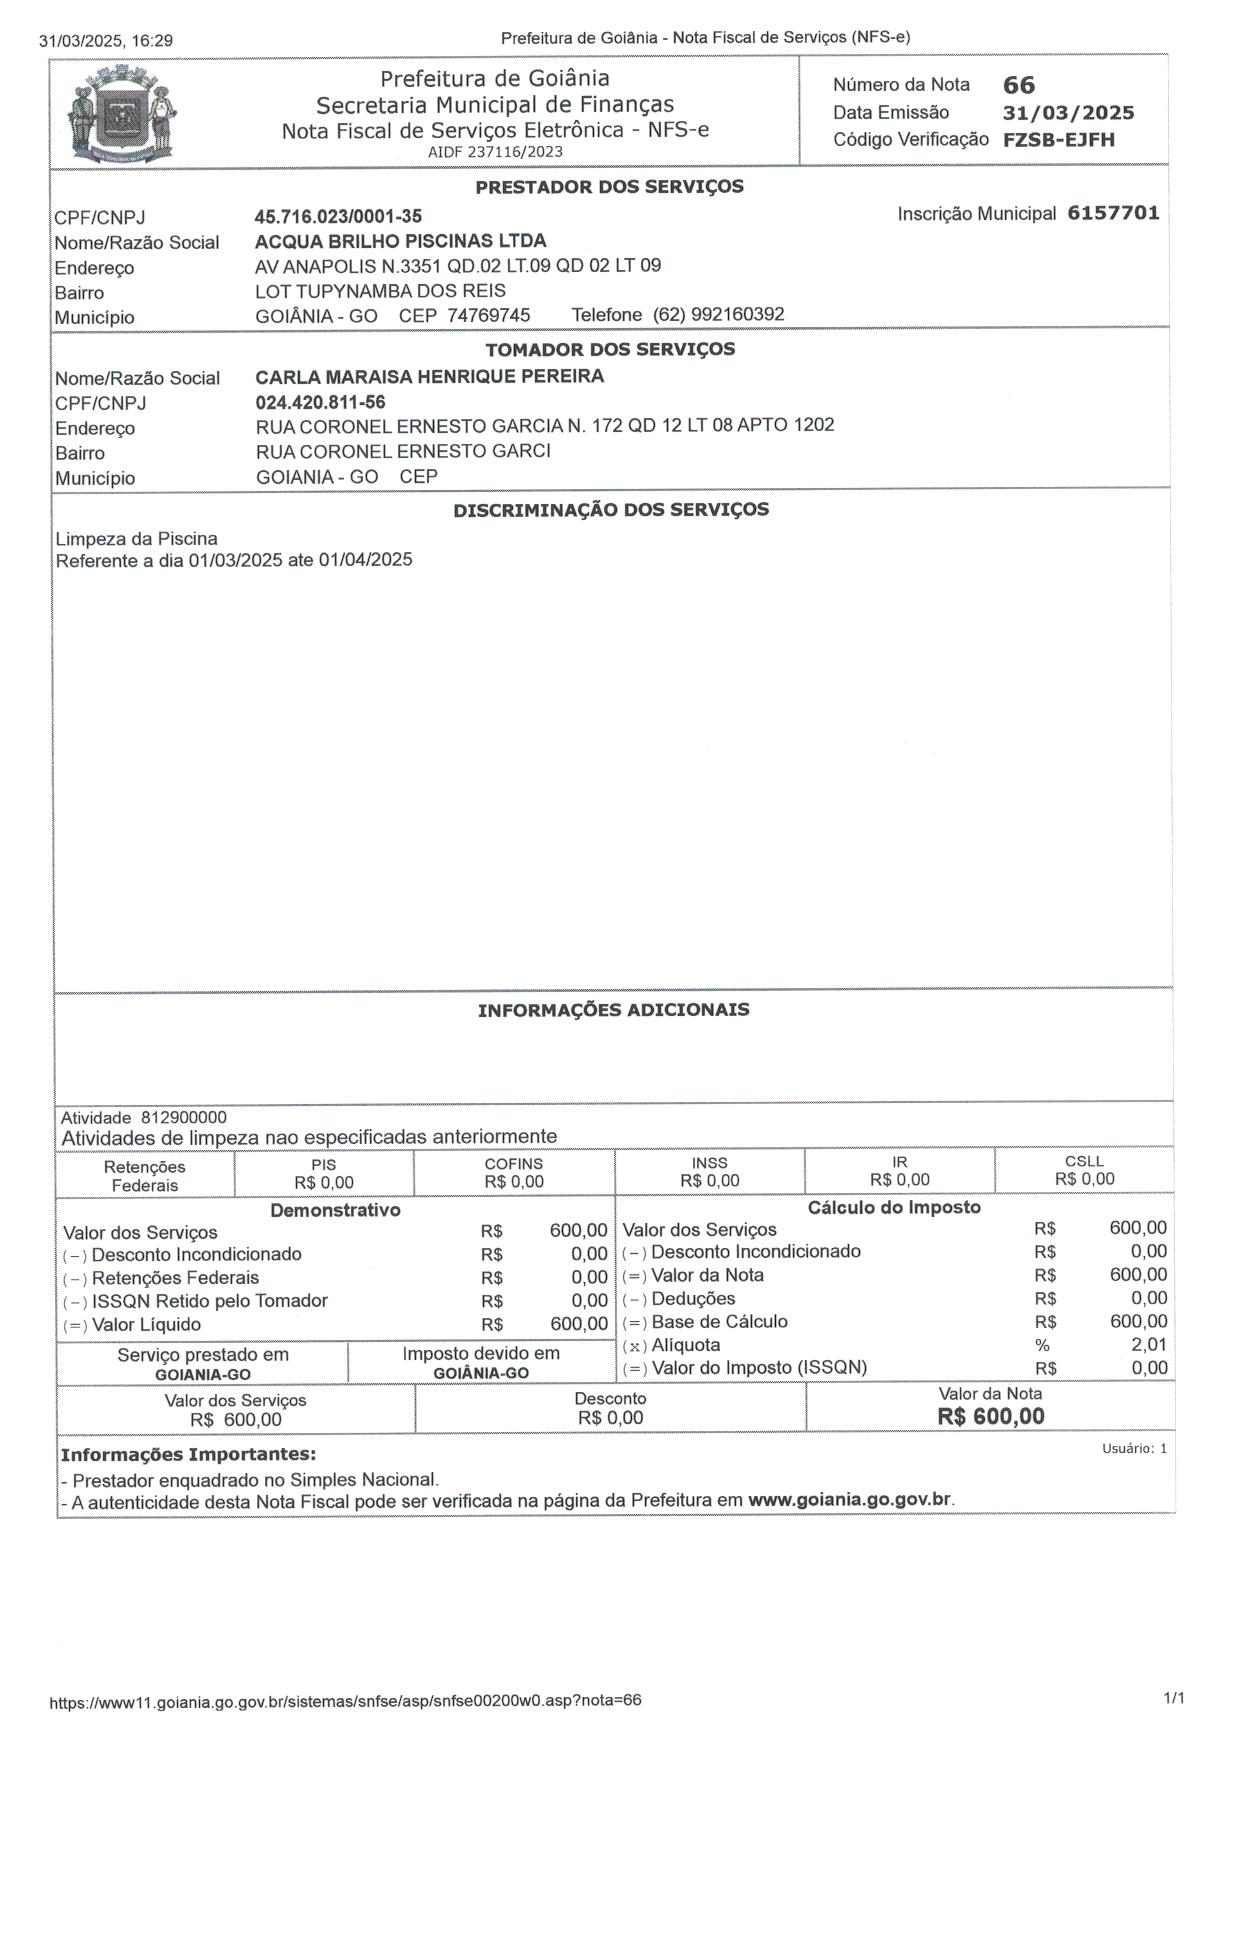 31/03/2025, 16:29 Prefeitura de Goiânia - Nota Fiscal de Serviços (NFS-e)
Prefeitura de Goiânia
Secretaria Municipal de Finanças
Nota Fiscal de Serviços Eletrônica - NFS-e
AIDF 237116/2023
Número da Nota 66
Data Emissão 31/03/2025
Código Verificação FZSB-EJFH
PRESTADOR DOS SERVIÇOS
CPF/CNPJ 45.716.023/0001-35 Inscrição Municipal 6157701
Nome/Razão Social ACQUA BRILHO PISCINAS LTDA
Endereço AV ANAPOLIS N.3351 QD.02 LT.09 QD 02 LT 09
Bairro LOT TUPYNAMBA DOS REIS
Município GOIÂNIA - GO CEP 74769745 Telefone (62) 992160392
TOMADOR DOS SERVIÇOS
Nome/Razão Social CARLA MARAISA HENRIQUE PEREIRA
CPF/CNPJ 024.420.811-56
Endereço RUA CORONEL ERNESTO GARCIA N. 172 QD 12 LT 08 APTO 1202
Bairro RUA CORONEL ERNESTO GARCI
Município GOIANIA - GO CEP
DISCRIMINAÇÃO DOS SERVIÇOS
Limpeza da Piscina
Referente a dia 01/03/2025 ate 01/04/2025
INFORMAÇÕES ADICIONAIS
Atividade 812900000
Atividades de limpeza nao especificadas anteriormente
Retenções Federais PIS R$ 0,00 COFINS R$ 0,00 INSS R$ 0,00 IR R$ 0,00 CSLL R$ 0,00
Demonstrativo
Valor dos Serviços R$ 600,00
(-) Desconto Incondicionado R$ 0,00
(-) Retenções Federais R$ 0,00
(-) ISSQN Retido pelo Tomador R$ 0,00
(=) Valor Líquido R$ 600,00
Serviço prestado em Imposto devido em
GOIANIA-GO GOIÂNIA-GO
Cálculo do Imposto
Valor dos Serviços R$ 600,00
(-) Desconto Incondicionado R$ 0,00
(=) Valor da Nota R$ 600,00
(-) Deduções R$ 0,00
(=) Base de Cálculo R$ 600,00
(x) Alíquota % 2,01
(=) Valor do Imposto (ISSQN) R$ 0,00
Valor dos Serviços Desconto Valor da Nota
R$ 600,00 R$ 0,00 R$ 600,00
Informações Importantes: Usuário: 1
- Prestador enquadrado no Simples Nacional.
- A autenticidade desta Nota Fiscal pode ser verificada na página da Prefeitura em www.goiania.go.gov.br.
https://www11.goiania.go.gov.br/sistemas/snfse/asp/snfse00200w0.asp?nota=66 1/1